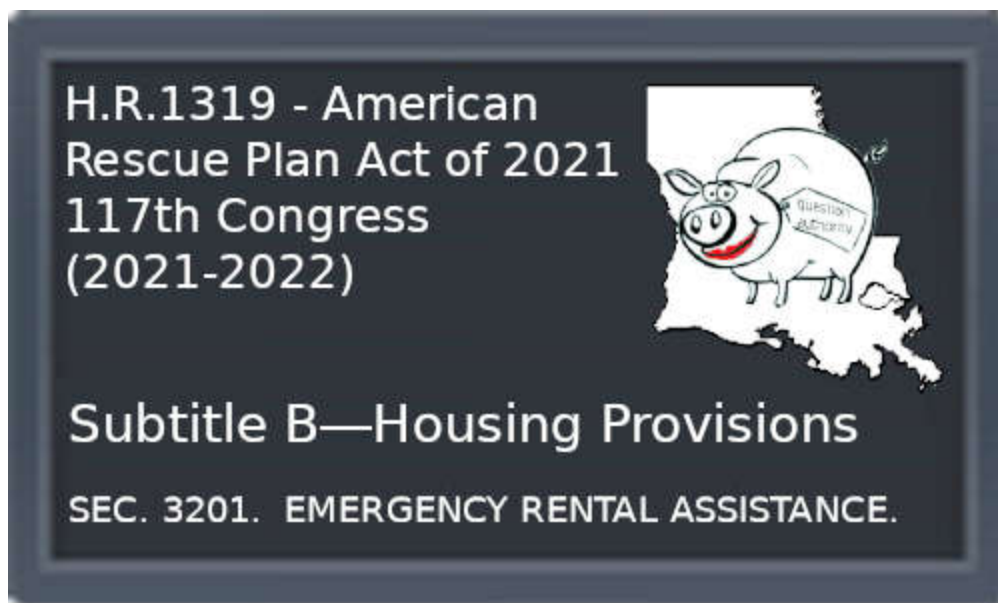 H.R.1319 - American
Rescue Plan Act of 2021
117th Congress
(2021-2022)
question
authority
Subtitle B—Housing Provisions
SEC. 3201. EMERGENCY RENTAL ASSISTANCE.